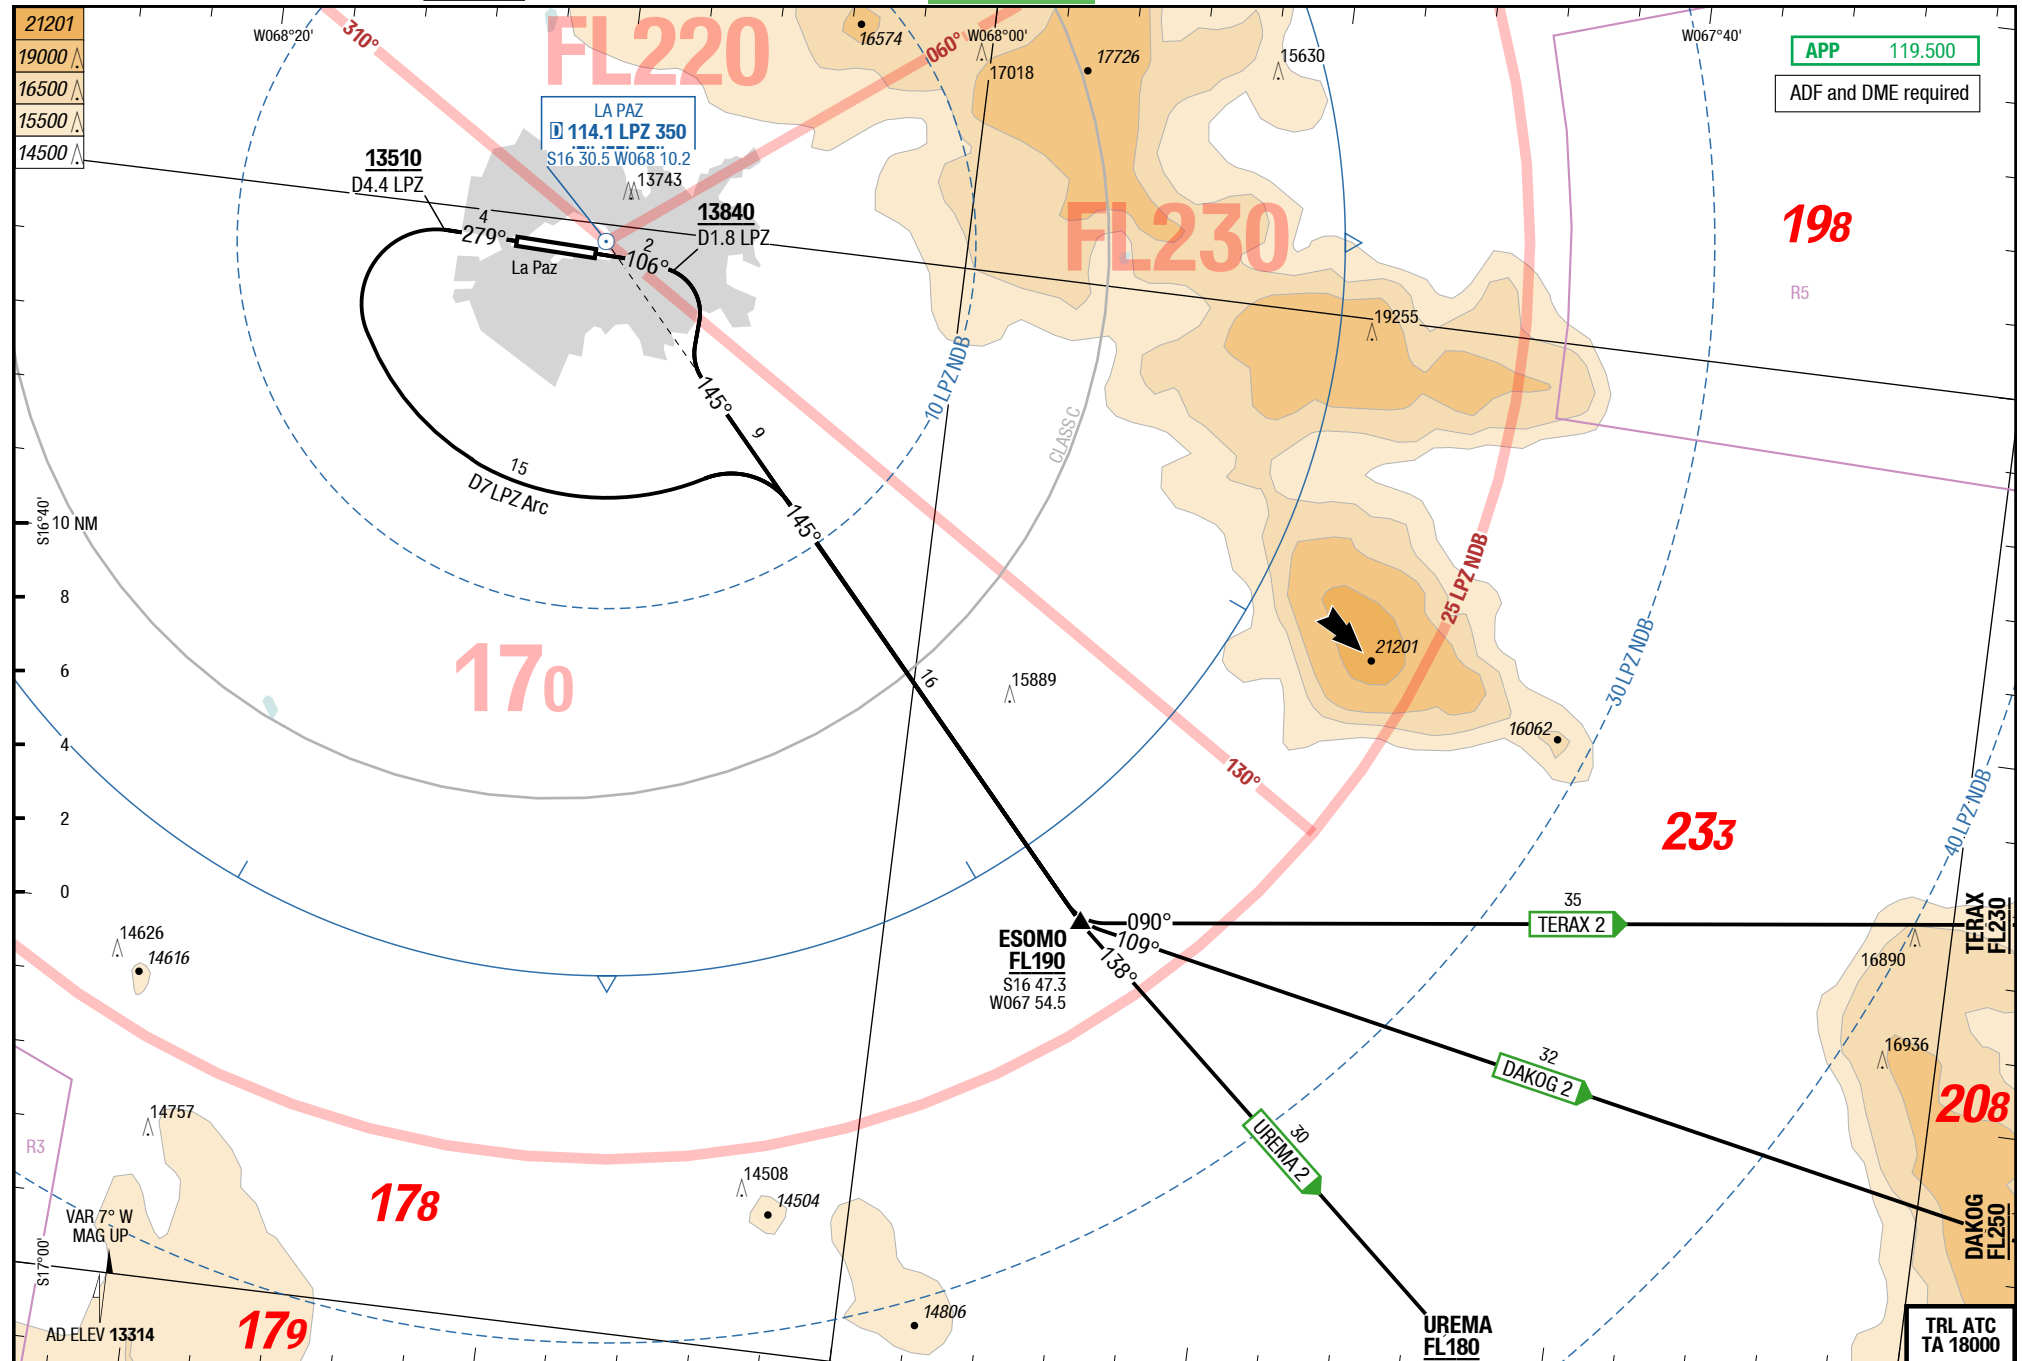 21201
19000
16500
15500
14500
W068°20'
310°
FL220
16574
060°
W068°00'
17018
17726
15630
W067°40'
APP 119.500
ADF and DME required
LA PAZ
D 114.1 LPZ 350
S16 30.5 W068 10.2
13510
D4.4 LPZ
13743
13840
D1.8 LPZ
4
279°
2
106°
La Paz
FL230
198
R5
19255
10 LPZ NDB
CLASS C
145°
9
15
D7 LPZ Arc
145°
S16°40'
10 NM
8
6
4
2
0
170
16
15889
25 LPZ NDB
21201
30 LPZ NDB
16062
130°
233
40 LPZ NDB
14626
14616
ESOMO
FL190
S16 47.3
W067 54.5
090°
109°
138°
35
TERAX 2
TERAX
FL230
16890
32
DAKOG 2
16936
208
30
UREMA 2
DAKOG
FL250
14757
R3
178
14508
14504
VAR 7° W
MAG UP
S17°00'
14806
179
AD ELEV 13314
UREMA
FL180
TRL ATC
TA 18000